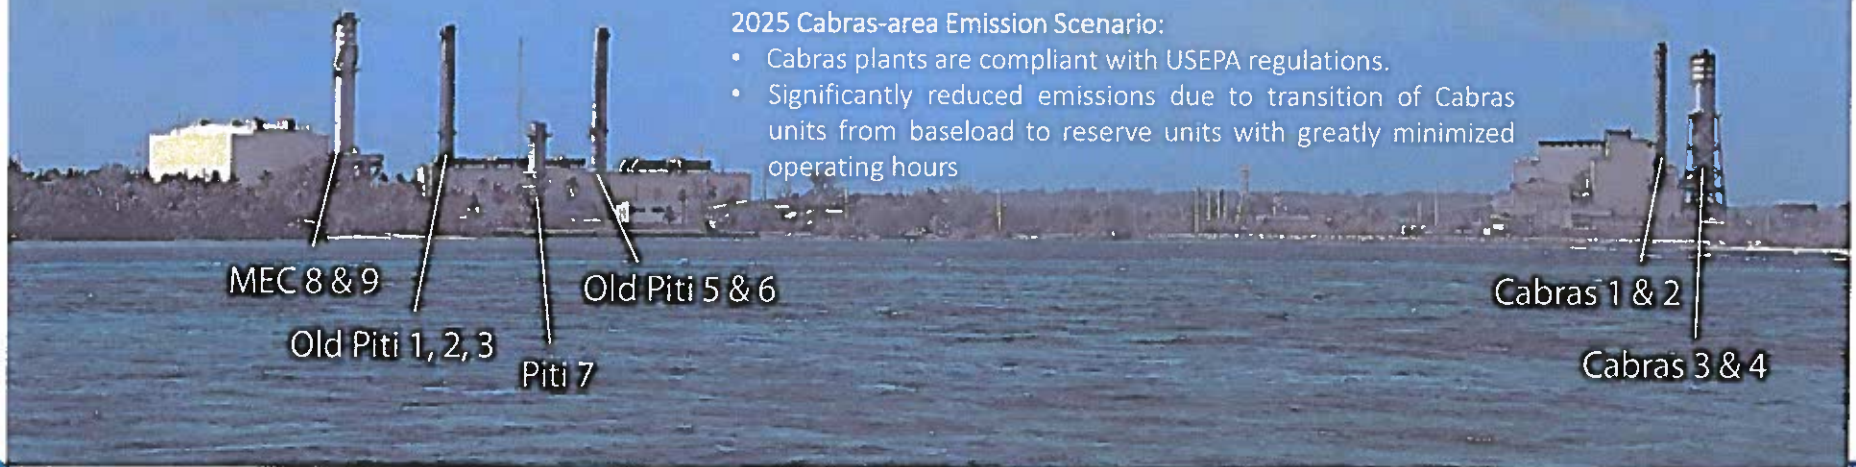 2025 Cabras-area Emission Scenario:
• Cabras plants are compliant with USEPA regulations.
• Significantly reduced emissions due to transition of Cabras
units from baseload to reserve units with greatly minimized
operating hours
MEC 8 & 9
Old Piti 1, 2, 3
Piti 7
Old Piti 5 & 6
Cabras 1 & 2
Cabras 3 & 4